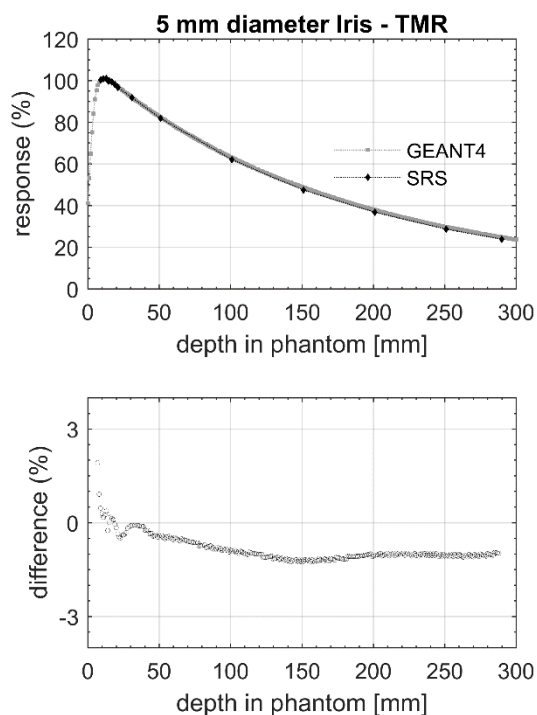 5 mm diameter Iris - TMR
120
100
80
60
40
20
0
response (%)
GEANT4
SRS
0 50 100 150 200 250 300
depth in phantom [mm]
3
0
-3
difference (%)
0 50 100 150 200 250 300
depth in phantom [mm]